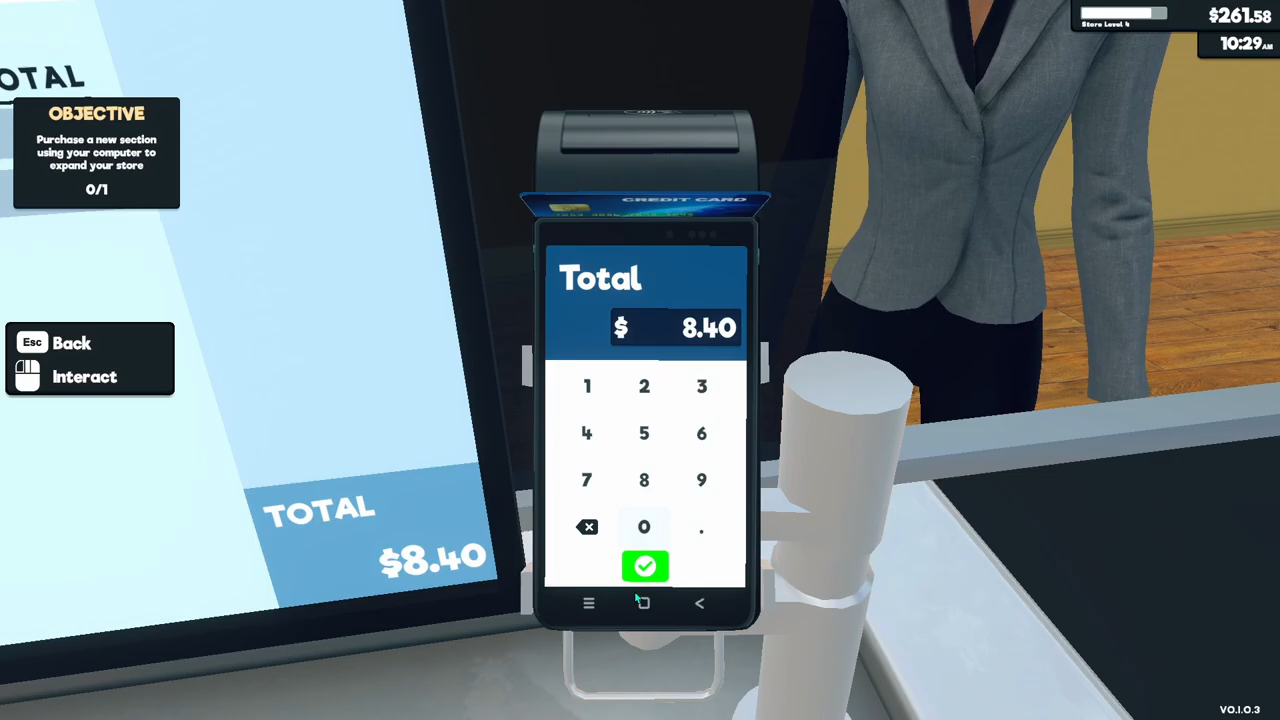 $261.58
Store Level 4
10:29AM
OTAL
OBJECTIVE
Purchase a new section
using your computer to
expand your store
0/1
CREDIT CARD
Total
$ 8.40
Esc Back
Interact
1 2 3
4 5 6
7 8 9
0 .
TOTAL
$8.40
V0.1.0.3